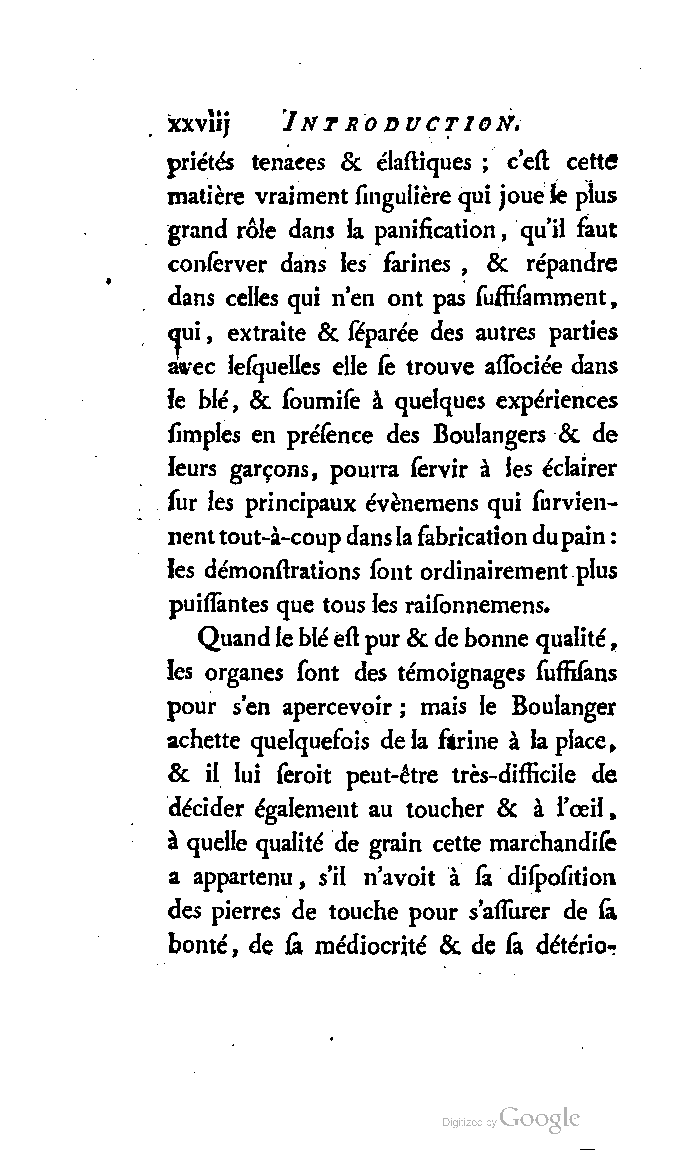 xxviij INTRODUCTION.
priétés tenaces & élaſtiques ; c'eſt cette
matière vraiment ſingulière qui joue le plus
grand rôle dans la panification, qu'il faut
conſerver dans les farines , & répandre
dans celles qui n'en ont pas ſuffiſamment,
qui, extraite & ſéparée des autres parties
avec leſquelles elle ſe trouve aſſociée dans
le blé, & ſoumiſe à quelques expériences
ſimples en préſence des Boulangers & de
leurs garçons, pourra ſervir à les éclairer
ſur les principaux évènemens qui ſurvien-
nent tout-à-coup dans la fabrication du pain :
les démonſtrations ſont ordinairement plus
puiſſantes que tous les raiſonnemens.
Quand le blé eſt pur & de bonne qualité,
les organes ſont des témoignages ſuffiſans
pour s'en apercevoir ; mais le Boulanger
achette quelquefois de la farine à la place,
& il lui ſeroit peut-être très-difficile de
décider également au toucher & à l'œil,
à quelle qualité de grain cette marchandiſe
a appartenu, s'il n'avoit à ſa diſpoſition
des pierres de touche pour s'aſſurer de ſa
bonté, de ſa médiocrité & de ſa détério-
Digitized by Google